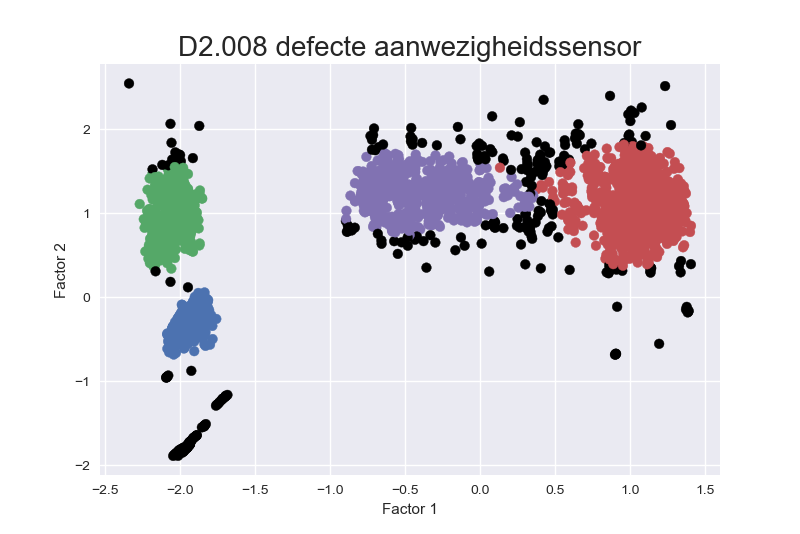 D2.008 defecte aanwezigheidssensor
2
1
0
−1
−2
Factor 2
−2.5 −2.0 −1.5 −1.0 −0.5 0.0 0.5 1.0 1.5
Factor 1